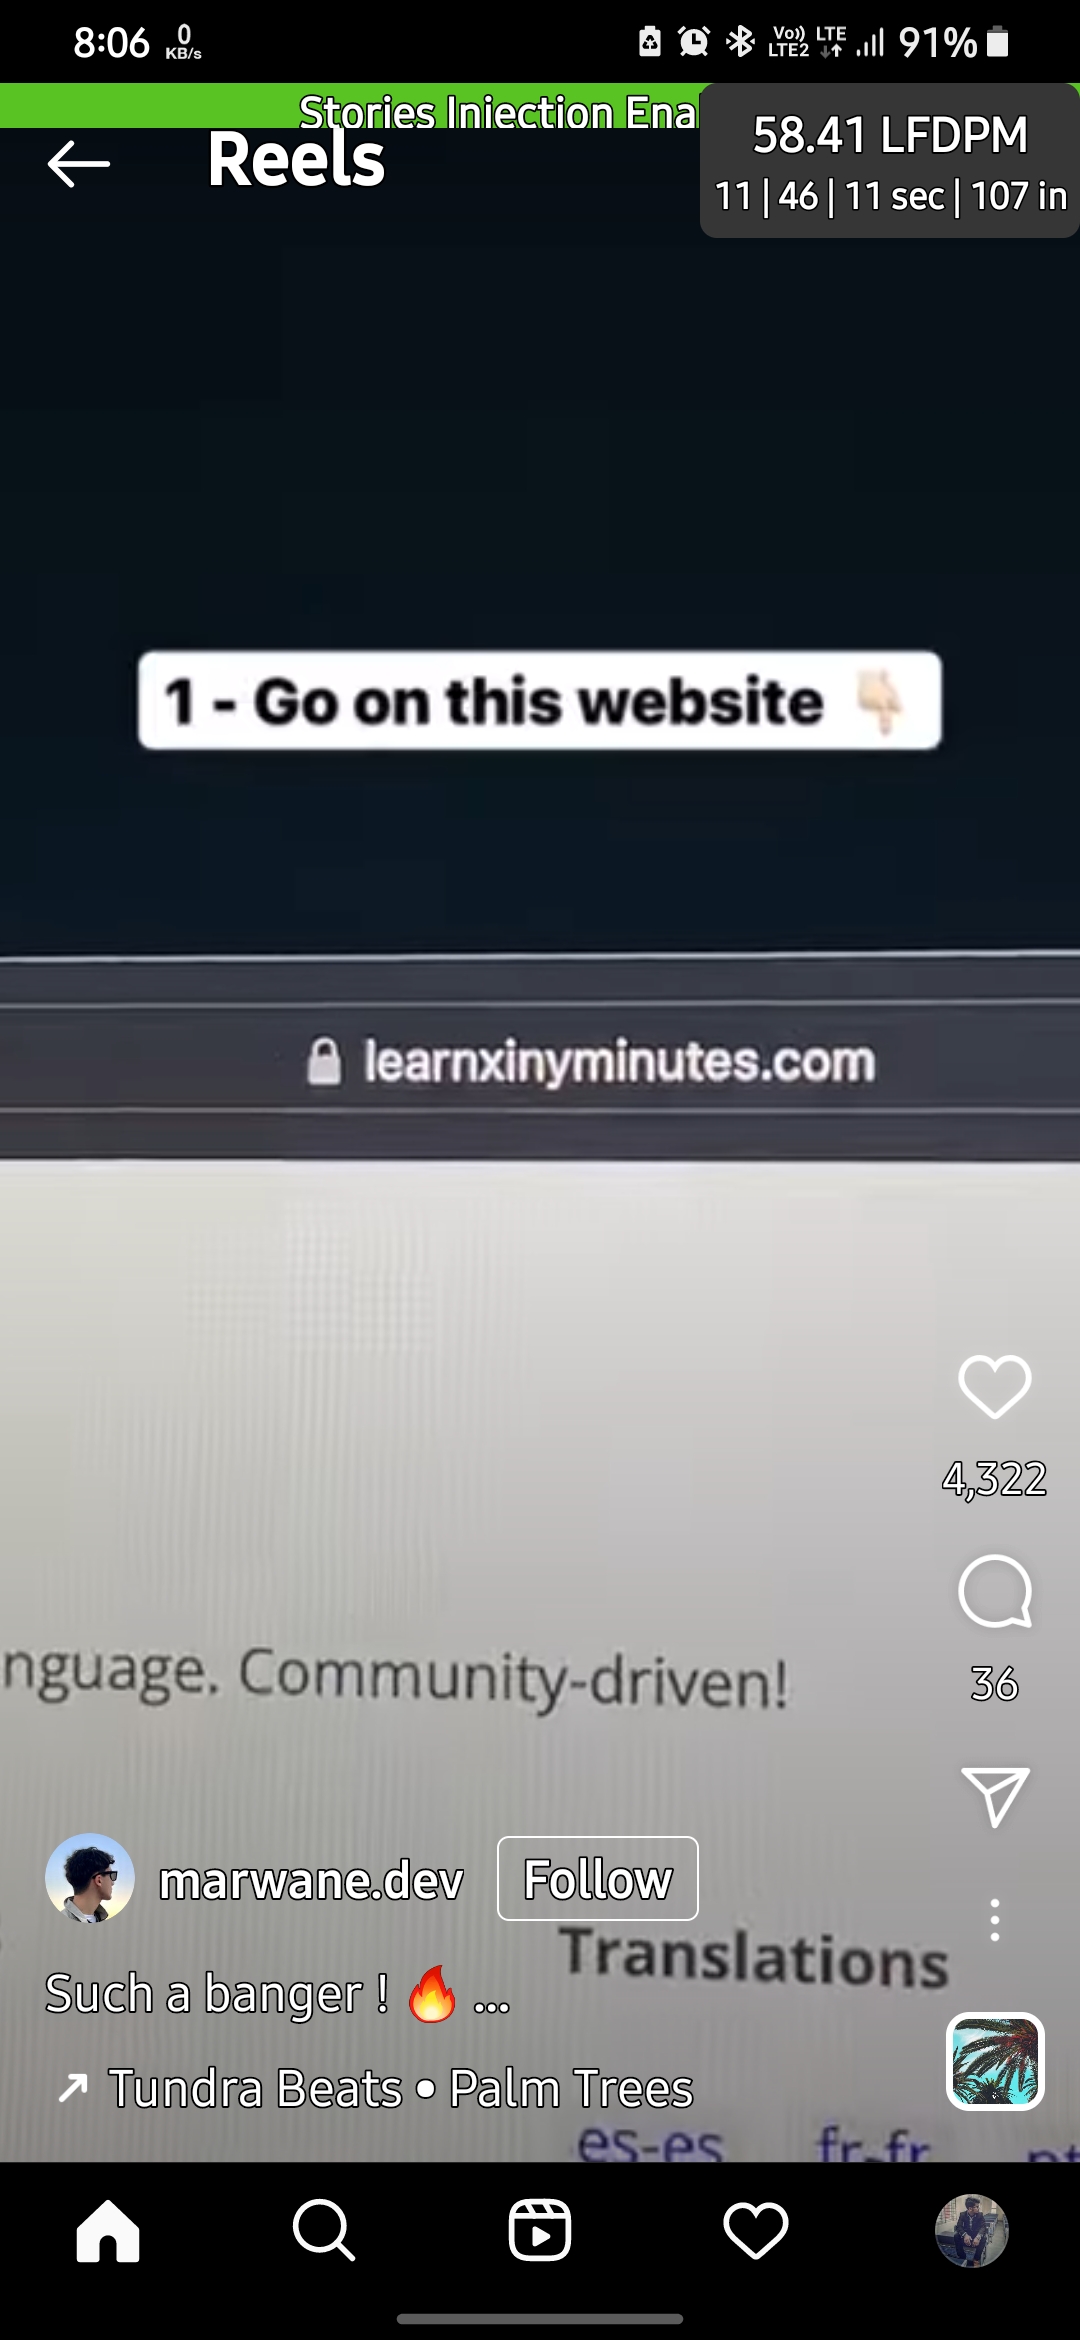 8:06 0 KB/s Vo)) LTE2 LTE 91%
Stories Injection Ena
58.41 LFDPM
Reels
11 | 46 | 11 sec | 107 in
1 - Go on this website 👇🏻
learnxinyminutes.com
4,322
nguage. Community-driven!
36
marwane.dev Follow
Translations
Such a banger ! 🔥 ...
Tundra Beats • Palm Trees
es-es fr-fr